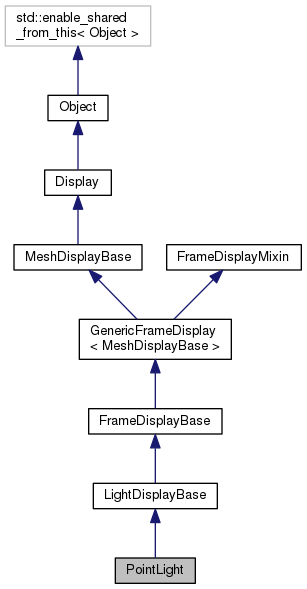 std::enable_shared
_from_this< Object >
Object
Display
MeshDisplayBase
FrameDisplayMixin
GenericFrameDisplay
< MeshDisplayBase >
FrameDisplayBase
LightDisplayBase
PointLight